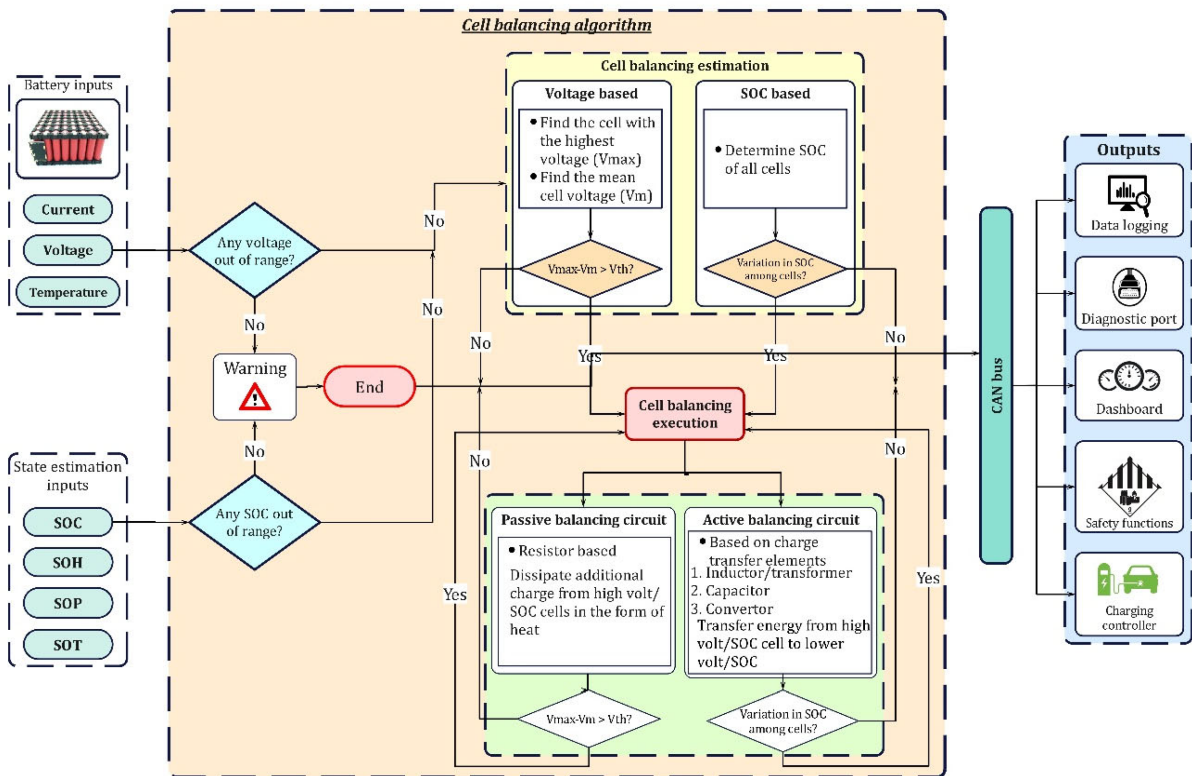 Cell balancing algorithm
Battery inputs
Current
Voltage
Temperature
State estimation
inputs
SOC
SOH
SOP
SOT
Any voltage
out of range?
No
No
Warning
End
No
Any SOC out
of range?
No
Cell balancing estimation
Voltage based
● Find the cell with
the highest
voltage (Vmax)
● Find the mean
cell voltage (Vm)
Vmax-Vm > Vth?
SOC based
● Determine SOC
of all cells
Variation in SOC
among cells?
No
Yes
Yes
No
Cell balancing
execution
No
No
Passive balancing circuit
● Resistor based
Dissipate additional
charge from high volt/
SOC cells in the form of
heat
Vmax-Vm > Vth?
Yes
Active balancing circuit
● Based on charge
transfer elements
1. Inductor/transformer
2. Capacitor
3. Convertor
Transfer energy from high
volt/SOC cell to lower
volt/SOC
Variation in SOC
among cells?
Yes
CAN bus
Outputs
Data logging
Diagnostic port
Dashboard
Safety functions
Charging
controller